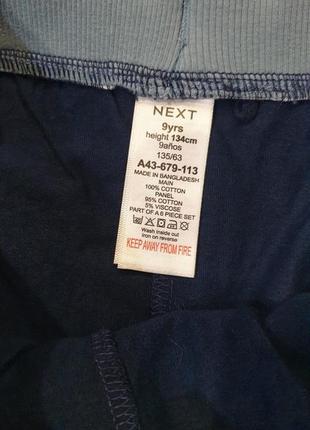 NEXT
9yrs
height 134cm
9años
135/63
A43-679-113
MADE IN BANGLADESH
MAIN
100% COTTON
PANEL
95% COTTON
5% VISCOSE
PART OF A 6 PIECE SET
Wash inside out
iron on reverse
KEEP AWAY FROM FIRE